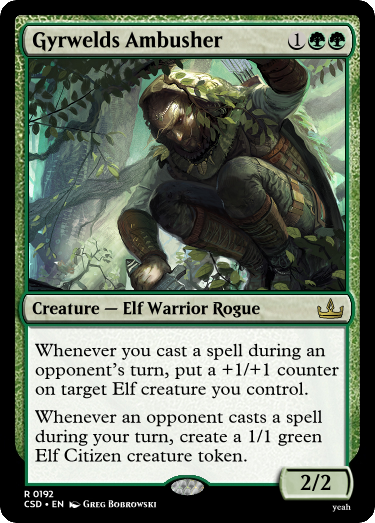 Gyrwelds Ambusher 1
Creature — Elf Warrior Rogue
Whenever you cast a spell during an
opponent's turn, put a +1/+1 counter
on target Elf creature you control.
Whenever an opponent casts a spell
during your turn, create a 1/1 green
Elf Citizen creature token.
2/2
R 0192
CSD • EN Greg Bobrowski
yeah